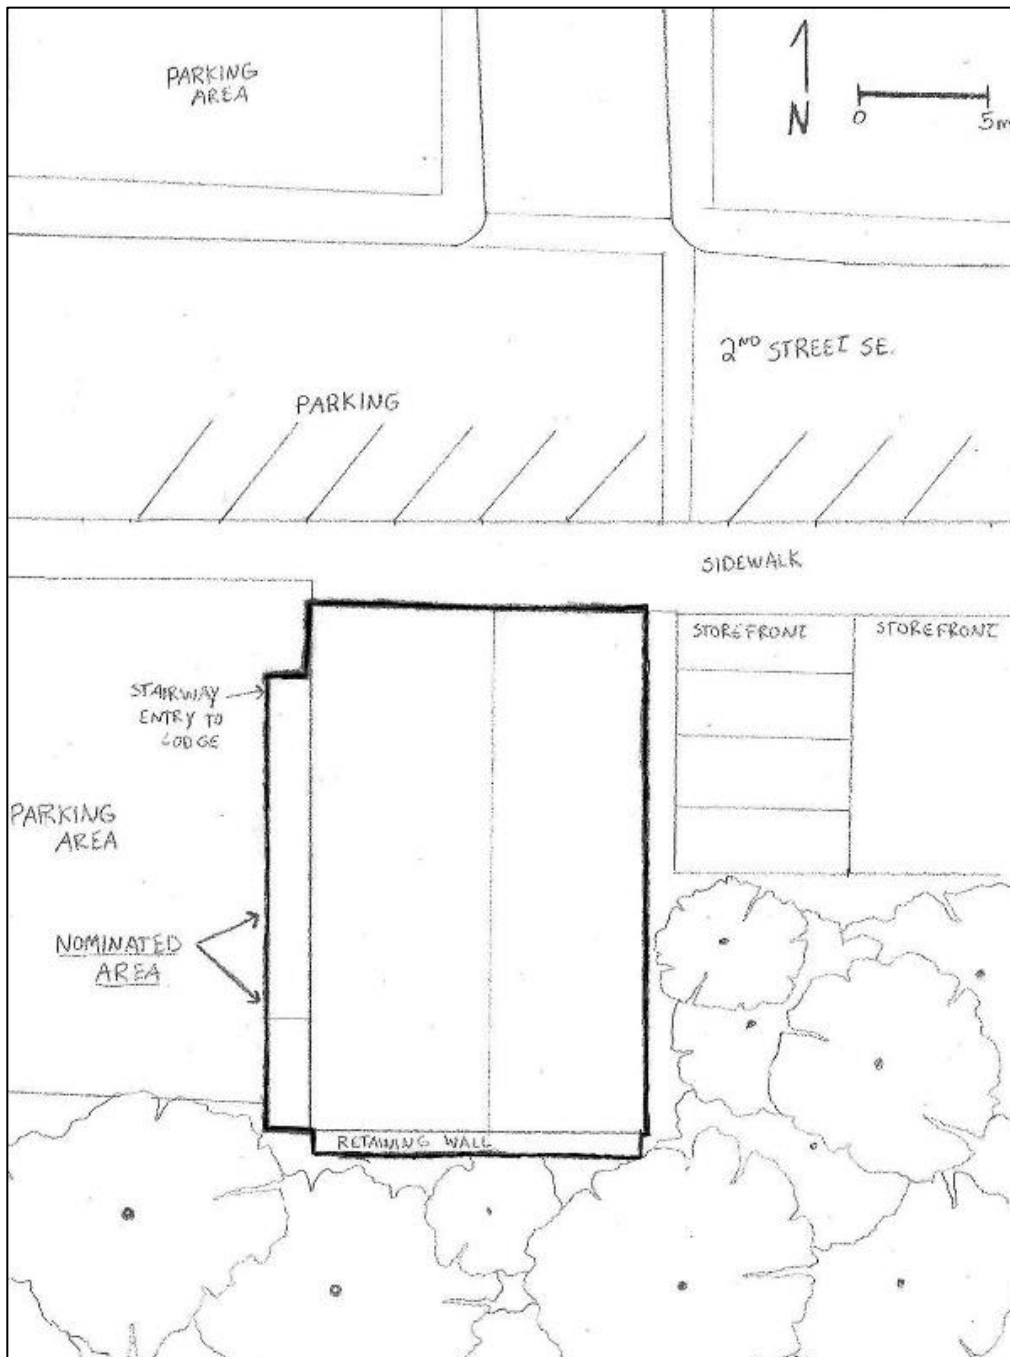 PARKING
AREA
N
0 5m
2ND STREET SE.
PARKING
SIDEWALK
STOREFRONT STOREFRONT
STAIRWAY
ENTRY TO
LODGE
PARKING
AREA
NOMINATED
AREA
RETAINING WALL